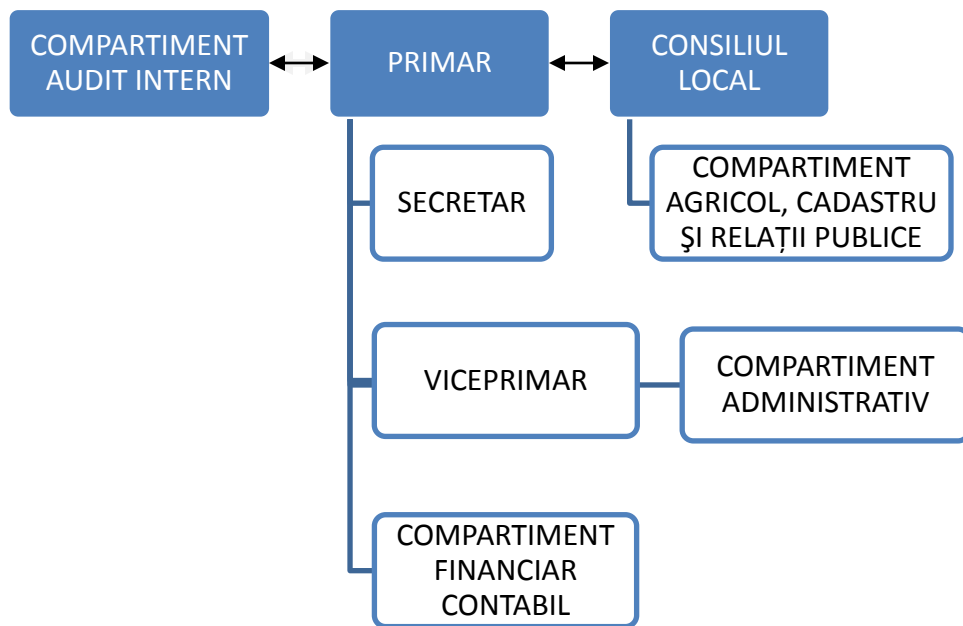 COMPARTIMENT
AUDIT INTERN
PRIMAR
CONSILIUL
LOCAL
SECRETAR
COMPARTIMENT
AGRICOL, CADASTRU
ŞI RELAȚII PUBLICE
VICEPRIMAR
COMPARTIMENT
ADMINISTRATIV
COMPARTIMENT
FINANCIAR
CONTABIL